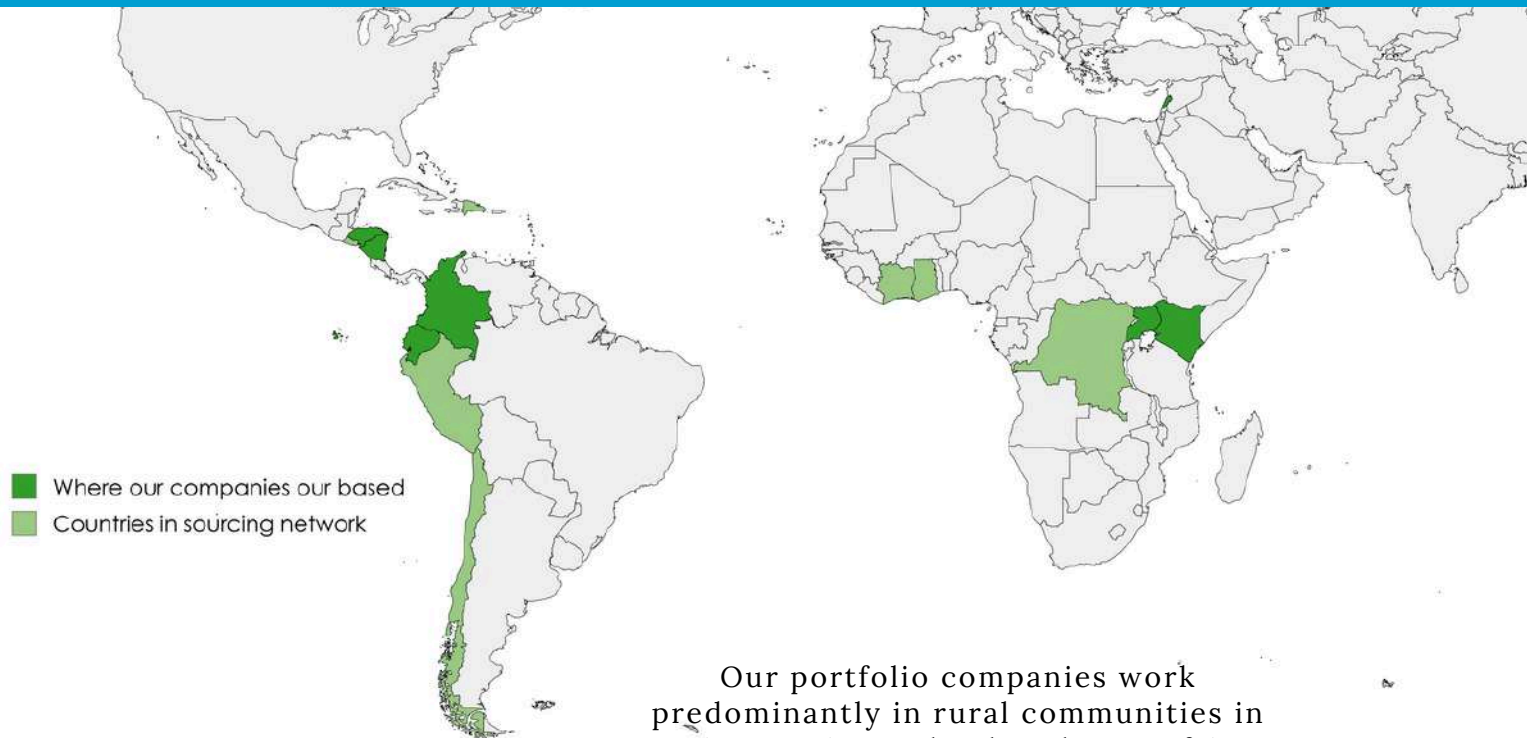 Where our companies our based
Countries in sourcing network
Our portfolio companies work
predominantly in rural communities in